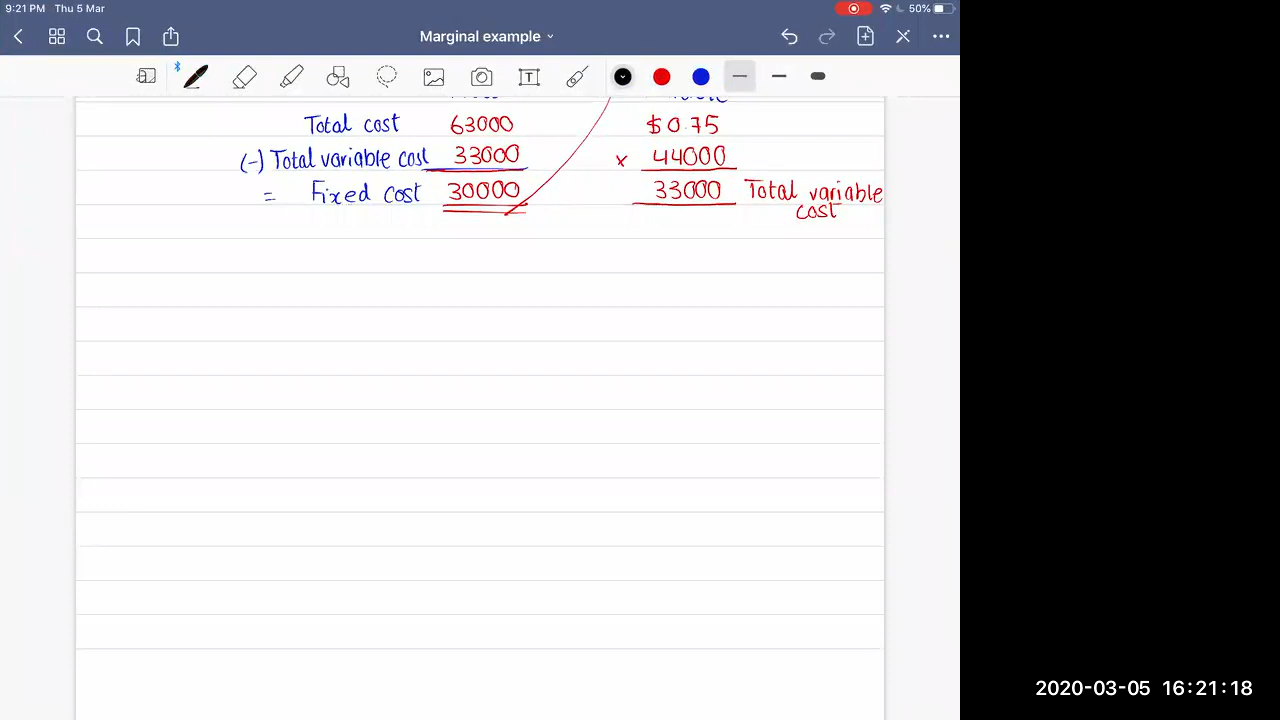 9:21 PM Thu 5 Mar 50%
Marginal example
Total cost 63000 $0.75
(-) Total variable cost 33000 x 44000
= Fixed cost 30000 33000 Total variable
cost
2020-03-05 16:21:18